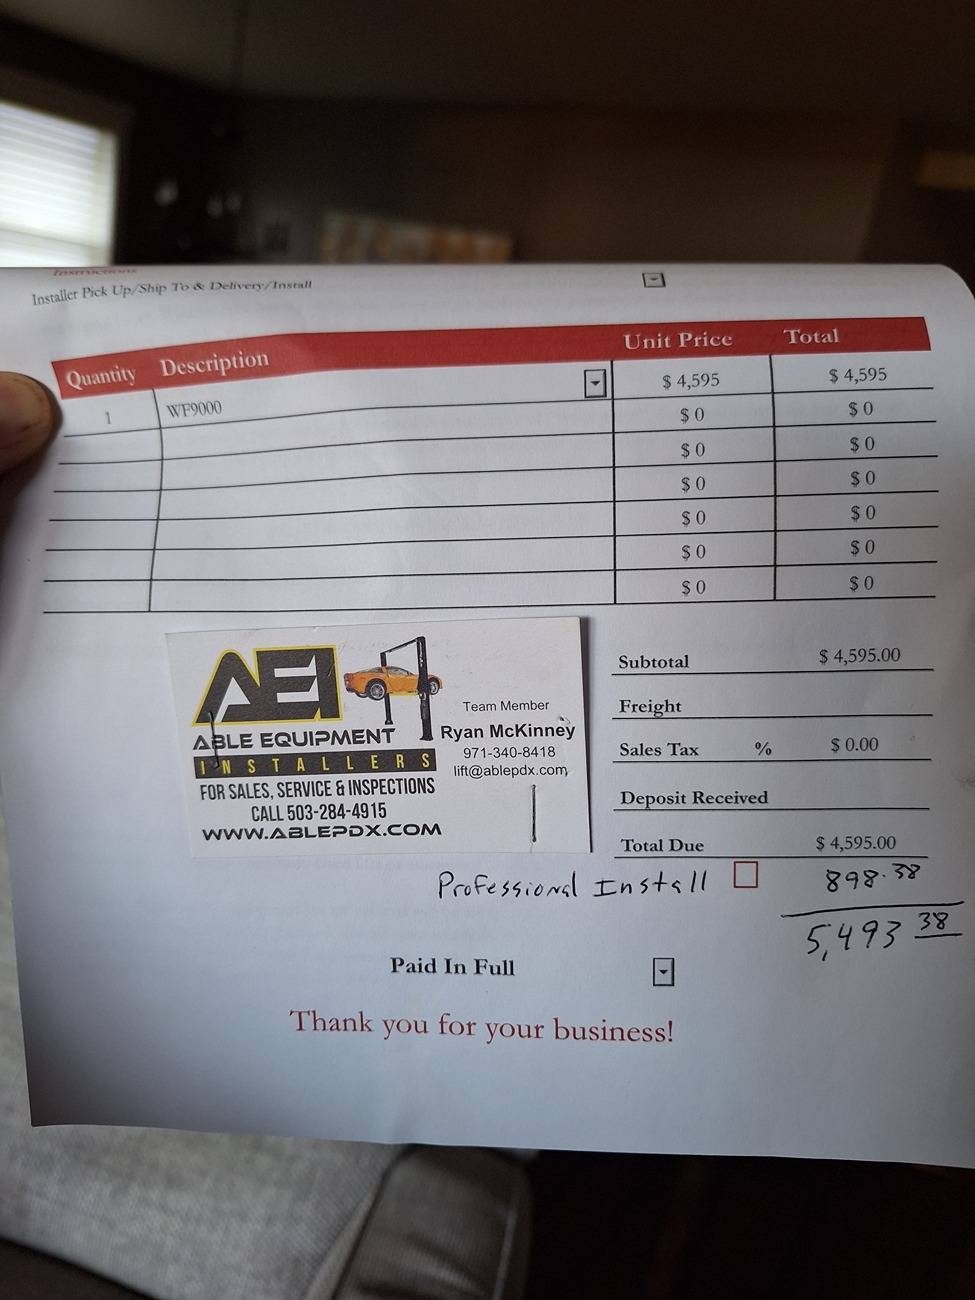 Instructions
Installer Pick Up/Ship To & Delivery/Install
Quantity Description Unit Price Total
1 WF9000 $ 4,595 $ 4,595
$ 0 $ 0
$ 0 $ 0
$ 0 $ 0
$ 0 $ 0
$ 0 $ 0
$ 0 $ 0
Subtotal $ 4,595.00
Freight
Sales Tax % $ 0.00
Deposit Received
Total Due $ 4,595.00
AEI
ABLE EQUIPMENT
INSTALLERS
FOR SALES, SERVICE & INSPECTIONS
CALL 503-284-4915
WWW.ABLEPDX.COM
Team Member
Ryan McKinney
971-340-8418
lift@ablepdx.com
Professional Install 898.38
5,493 38
Paid In Full
Thank you for your business!